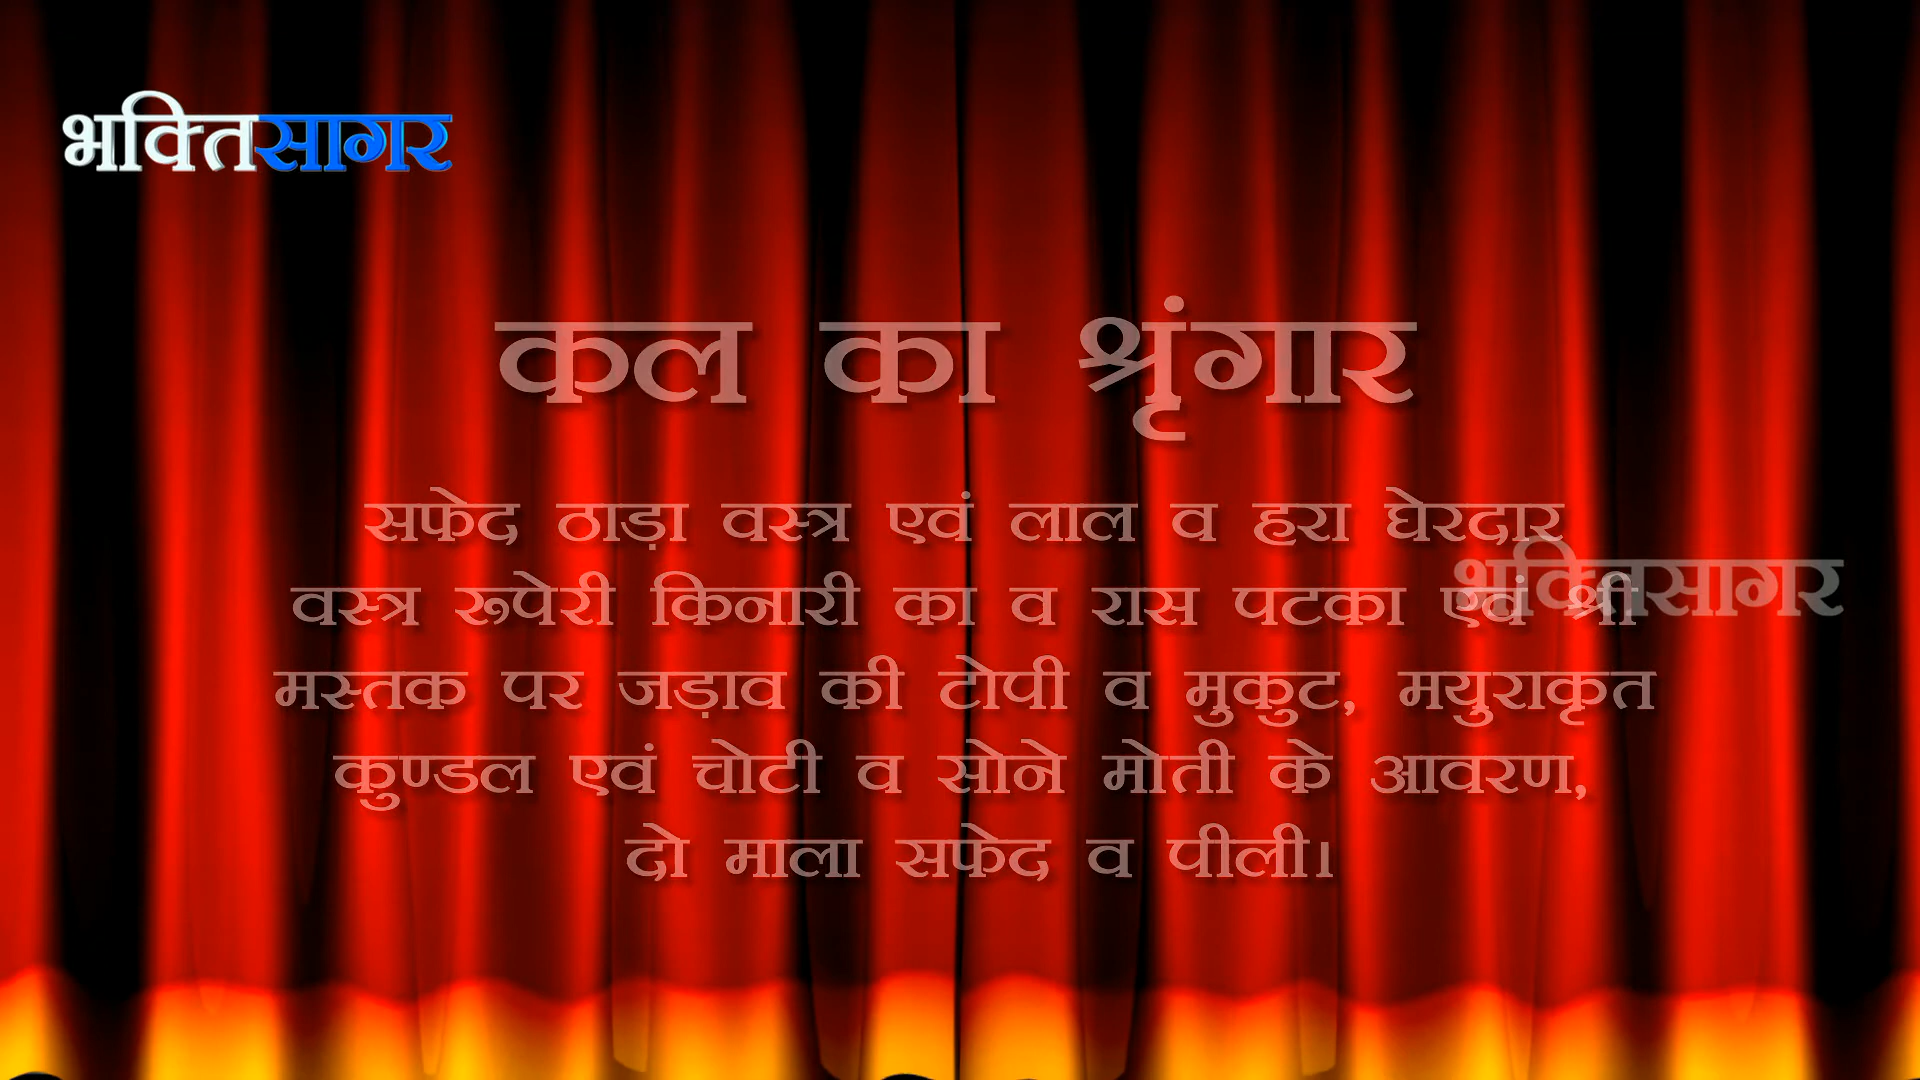 भक्तिसागर
कल का श्रृंगार
सफेद ठाड़ा वस्त्र एवं लाल व हरा घेरदार
वस्त्र रुपेरी किनारी का व रास पटका एवं श्री
भक्तिसागर
मस्तक पर जड़ाव की टोपी व मुकुट, मयुराकृत
कुण्डल एवं चोटी व सोने मोती के आवरण,
दो माला सफेद व पीली।